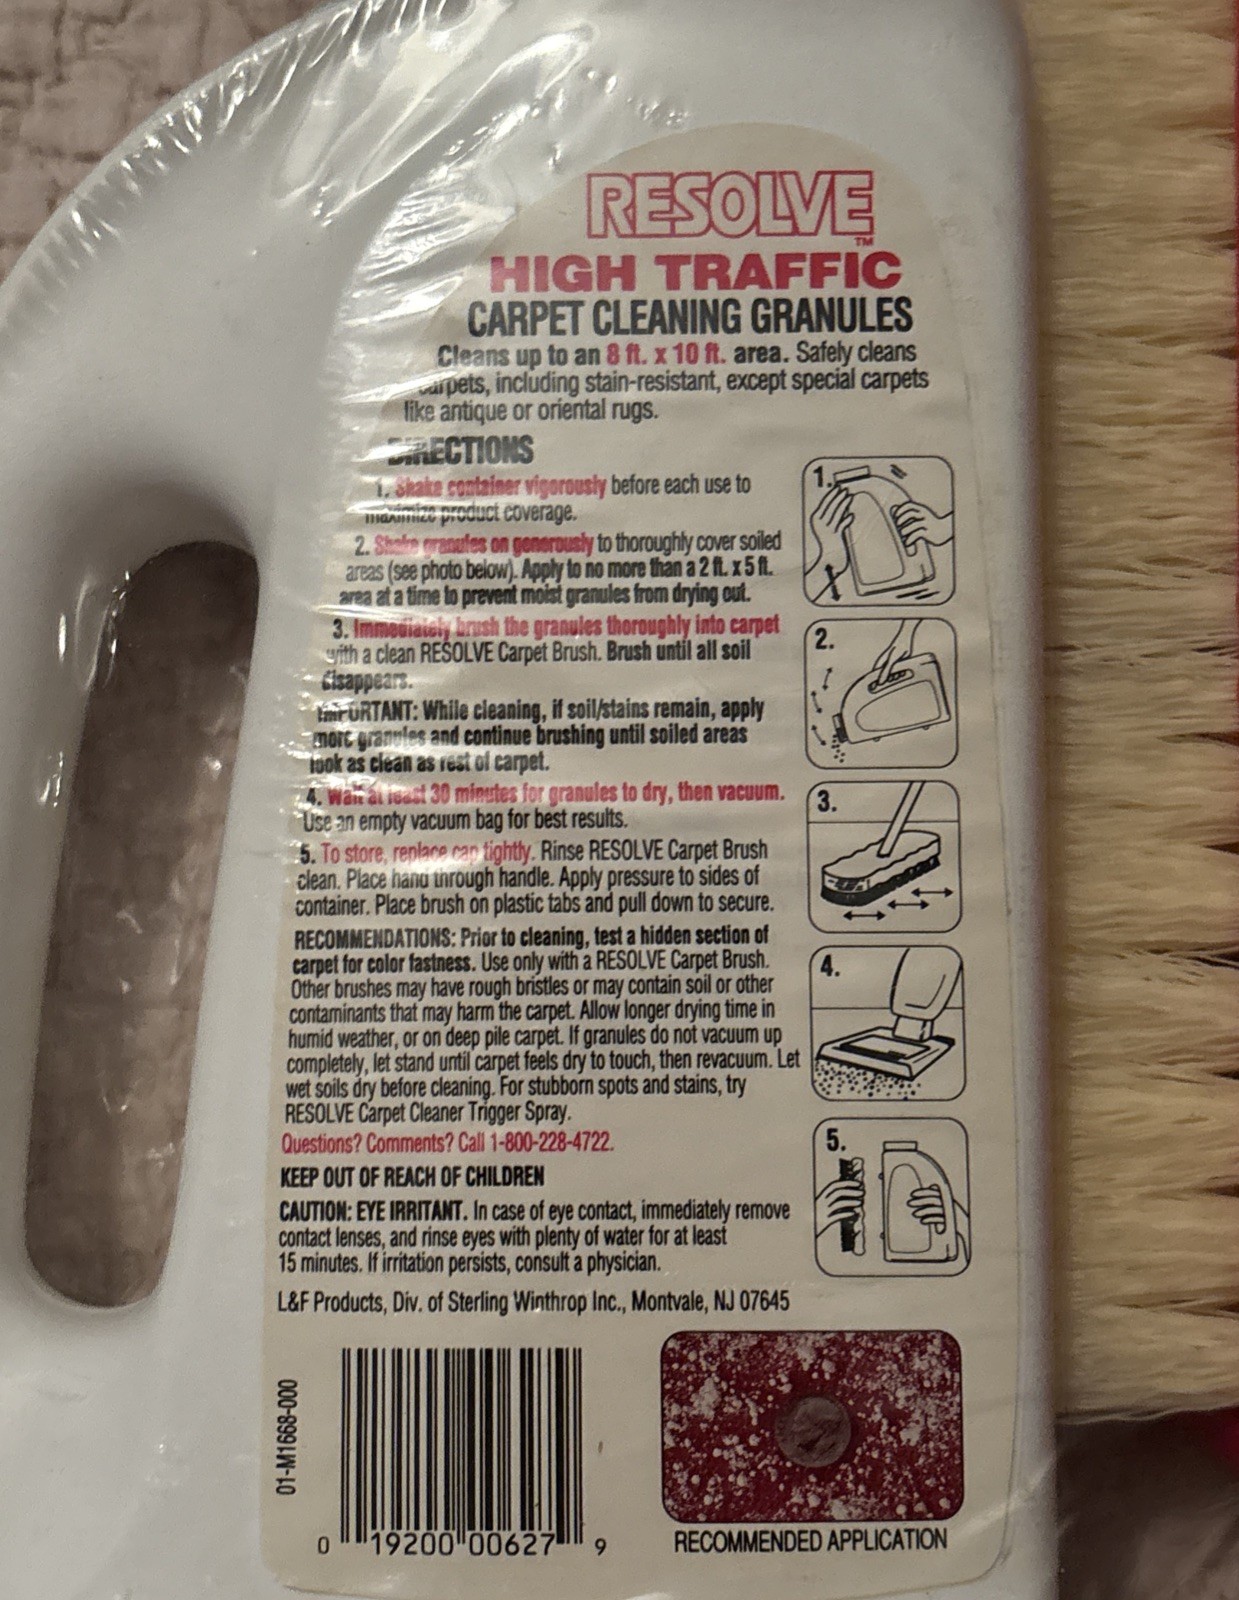 RESOLVE™
HIGH TRAFFIC
CARPET CLEANING GRANULES
Cleans up to an 8 ft. x 10 ft. area. Safely cleans
carpets, including stain-resistant, except special carpets
like antique or oriental rugs.
DIRECTIONS
1. Shake container vigorously before each use to
maximize product coverage.
2. Shake granules on generously to thoroughly cover soiled
areas (see photo below). Apply to no more than a 2 ft. x 5 ft.
area at a time to prevent moist granules from drying out.
3. Immediately brush the granules thoroughly into carpet
with a clean RESOLVE Carpet Brush. Brush until all soil
disappears.
IMPORTANT: While cleaning, if soil/stains remain, apply
more granules and continue brushing until soiled areas
look as clean as rest of carpet.
4. Wait at least 30 minutes for granules to dry, then vacuum.
Use an empty vacuum bag for best results.
5. To store, replace cap tightly. Rinse RESOLVE Carpet Brush
clean. Place hand through handle. Apply pressure to sides of
container. Place brush on plastic tabs and pull down to secure.
RECOMMENDATIONS: Prior to cleaning, test a hidden section of
carpet for color fastness. Use only with a RESOLVE Carpet Brush.
Other brushes may have rough bristles or may contain soil or other
contaminants that may harm the carpet. Allow longer drying time in
humid weather, or on deep pile carpet. If granules do not vacuum up
completely, let stand until carpet feels dry to touch, then revacuum. Let
wet soils dry before cleaning. For stubborn spots and stains, try
RESOLVE Carpet Cleaner Trigger Spray.
Questions? Comments? Call 1-800-228-4722.
KEEP OUT OF REACH OF CHILDREN
CAUTION: EYE IRRITANT. In case of eye contact, immediately remove
contact lenses, and rinse eyes with plenty of water for at least
15 minutes. If irritation persists, consult a physician.
L&F Products, Div. of Sterling Winthrop Inc., Montvale, NJ 07645
1.
2.
3.
4.
5.
01-M1668-000
0 19200 00627 9
RECOMMENDED APPLICATION